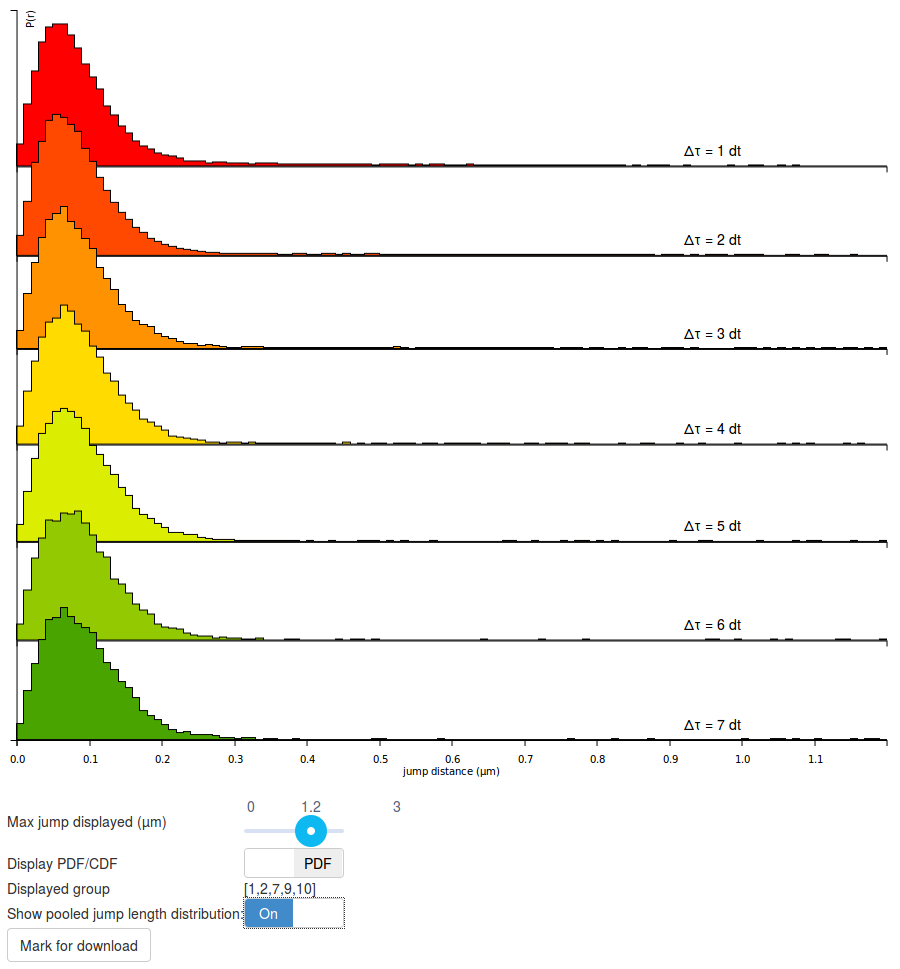 P(r)
Δτ = 1 dt
Δτ = 2 dt
Δτ = 3 dt
Δτ = 4 dt
Δτ = 5 dt
Δτ = 6 dt
Δτ = 7 dt
0.0 0.1 0.2 0.3 0.4 0.5 0.6 0.7 0.8 0.9 1.0 1.1
jump distance (µm)
0 1.2 3
Max jump displayed (µm)
Display PDF/CDF PDF
Displayed group [1,2,7,9,10]
Show pooled jump length distribution: On
Mark for download